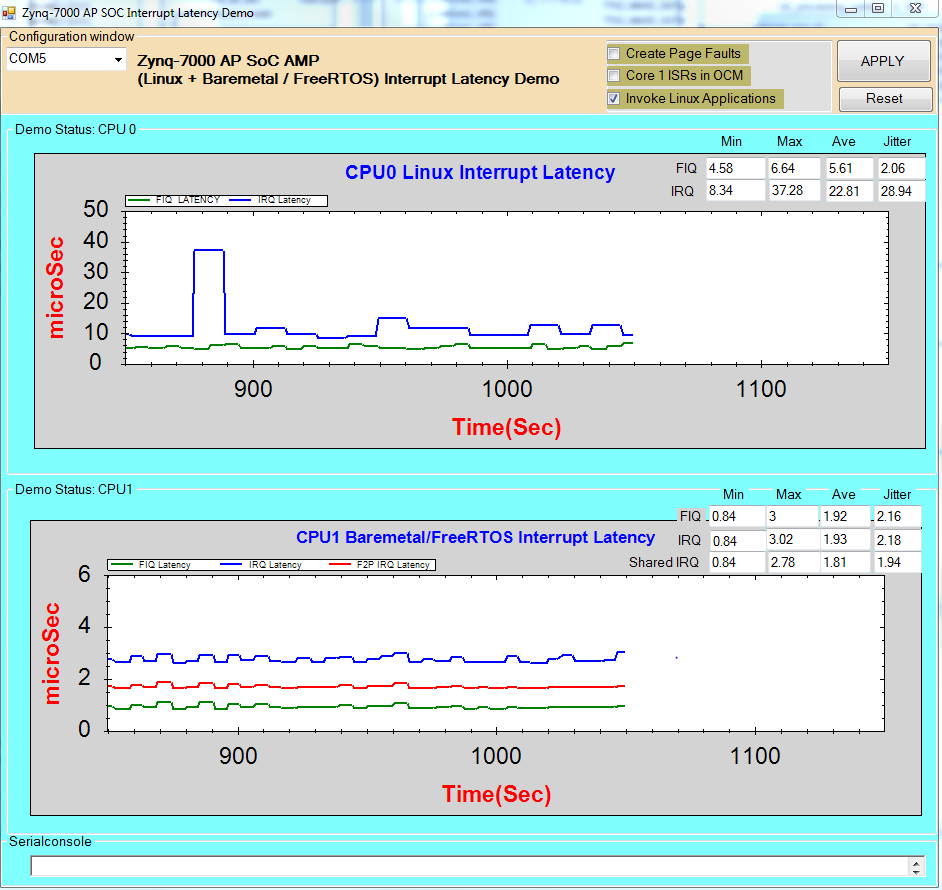 Zynq-7000 AP SOC Interrupt Latency Demo
Configuration window
COM5
Zynq-7000 AP SoC AMP
(Linux + Baremetal / FreeRTOS) Interrupt Latency Demo
Create Page Faults
Core 1 ISRs in OCM
Invoke Linux Applications
APPLY
Reset
Demo Status: CPU 0
Min Max Ave Jitter
CPU0 Linux Interrupt Latency
FIQ 4.58 6.64 5.61 2.06
IRQ 8.34 37.28 22.81 28.94
FIQ LATENCY IRQ Latency
microSec
50
40
30
20
10
0
900 1000 1100
Time(Sec)
Demo Status: CPU1
Min Max Ave Jitter
FIQ 0.84 3 1.92 2.16
CPU1 Baremetal/FreeRTOS Interrupt Latency
IRQ 0.84 3.02 1.93 2.18
Shared IRQ 0.84 2.78 1.81 1.94
FIQ Latency IRQ Latency F2P IRQ Latency
microSec
6
4
2
0
900 1000 1100
Time(Sec)
Serialconsole